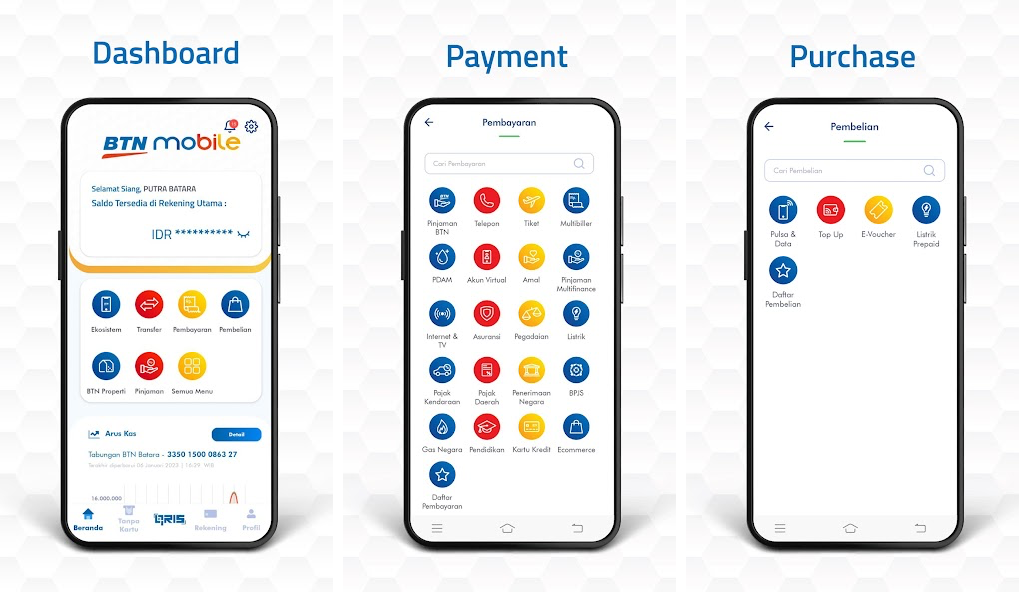 Dashboard
BTN mobile
Selamat Siang, PUTRA BATARA
Saldo Tersedia di Rekening Utama :
IDR **********
Ekosistem Transfer Pembayaran Pembelian
BTN Properti Pinjaman Semua Menu
Arus Kas Detail
Tabungan BTN Batara - 3350 1500 0863 27
Terakhir diperbarui 04 Januari 2023 | 16:29 WIB
16.000.000
Beranda Tanpa Kartu QRIS Rekening Profil
Payment
Pembayaran
Cari Pembayaran
BTN
Pinjaman BTN
Telepon
Tiket
Multibiller
PDAM
Akun Virtual
Amal
Pinjaman Multifinance
Internet & TV
Asuransi
Pegadaian
Listrik
Pajak Kendaraan
Pajak Daerah
Penerimaan Negara
BPJS
Gas Negara
Pendidikan
Kartu Kredit
Ecommerce
Daftar Pembayaran
Purchase
Pembelian
Cari Pembelian
Pulsa & Data
Top Up
E-Voucher
Listrik Prepaid
Daftar Pembelian